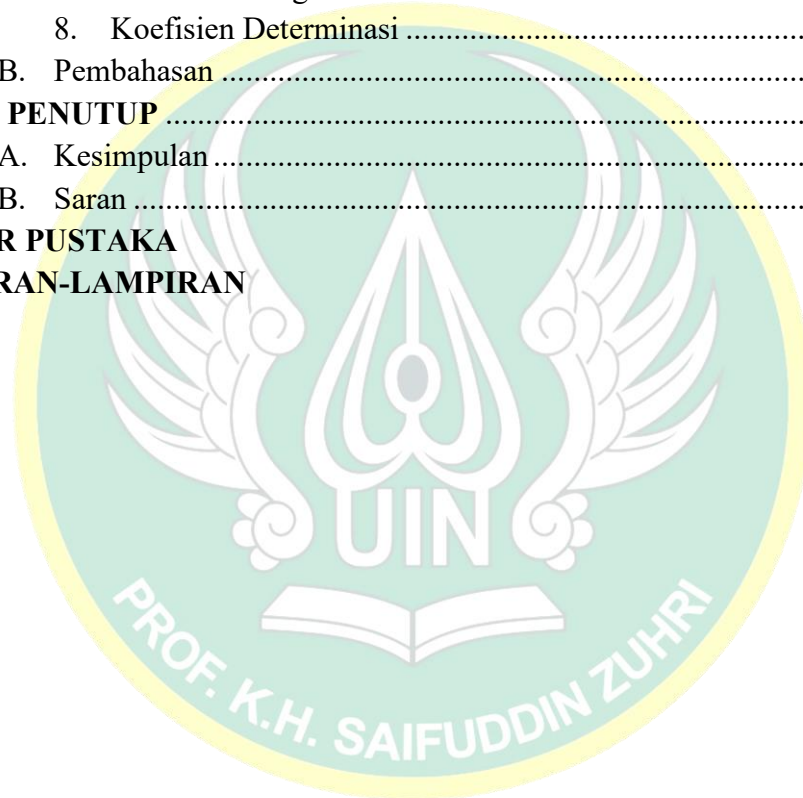 8. Koefisien Determinasi ........................................................
B. Pembahasan ........................................................................
PENUTUP ................................................................................
A. Kesimpulan ..........................................................................
B. Saran ...................................................................................
R PUSTAKA
RAN-LAMPIRAN
UIN
PROF. K.H. SAIFUDDIN ZUHRI